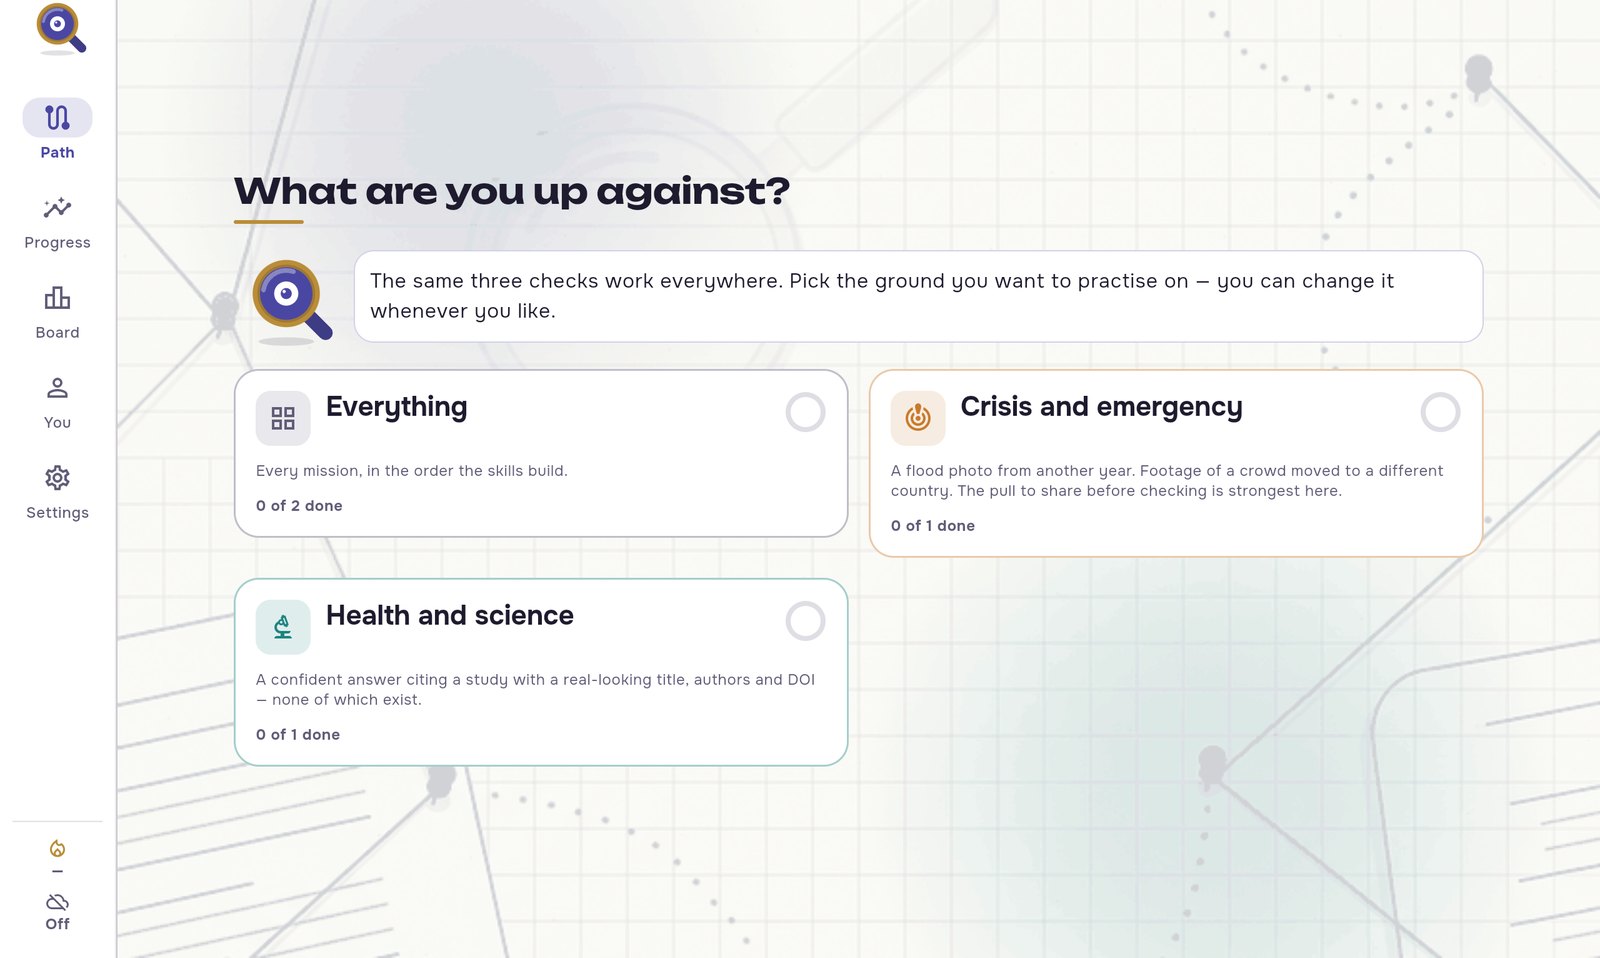 Path
Progress
Board
You
Settings
–
Off
What are you up against?
The same three checks work everywhere. Pick the ground you want to practise on — you can change it
whenever you like.
Everything
Every mission, in the order the skills build.
0 of 2 done
Crisis and emergency
A flood photo from another year. Footage of a crowd moved to a different
country. The pull to share before checking is strongest here.
0 of 1 done
Health and science
A confident answer citing a study with a real-looking title, authors and DOI
— none of which exist.
0 of 1 done